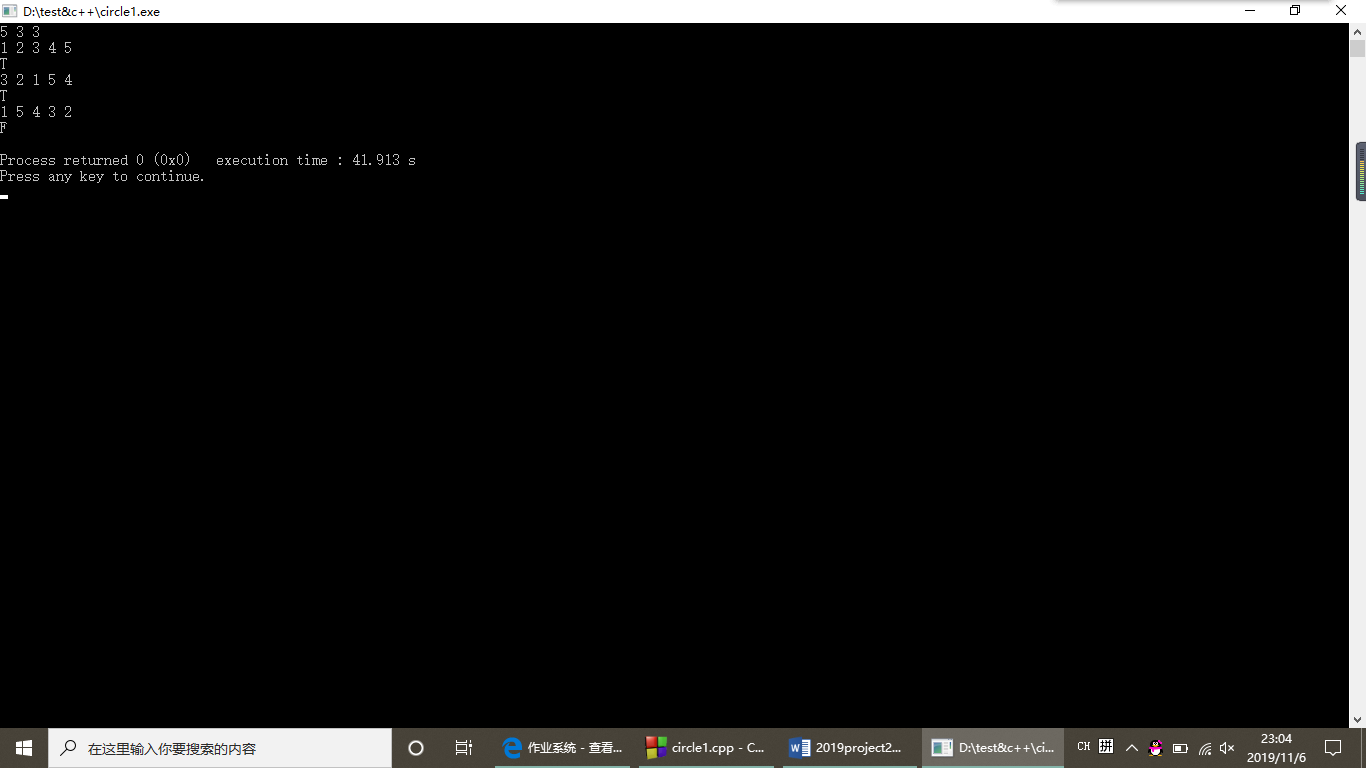 D:\test&c++\circle1.exe
5 3 3
1 2 3 4 5
T
3 2 1 5 4
T
1 5 4 3 2
F
Process returned 0 (0x0)   execution time : 41.913 s
Press any key to continue.
在这里输入你要搜索的内容
作业系统 - 查看...
circle1.cpp - C...
2019project2...
D:\test&c++\ci...
CH 拼
23:04
2019/11/6